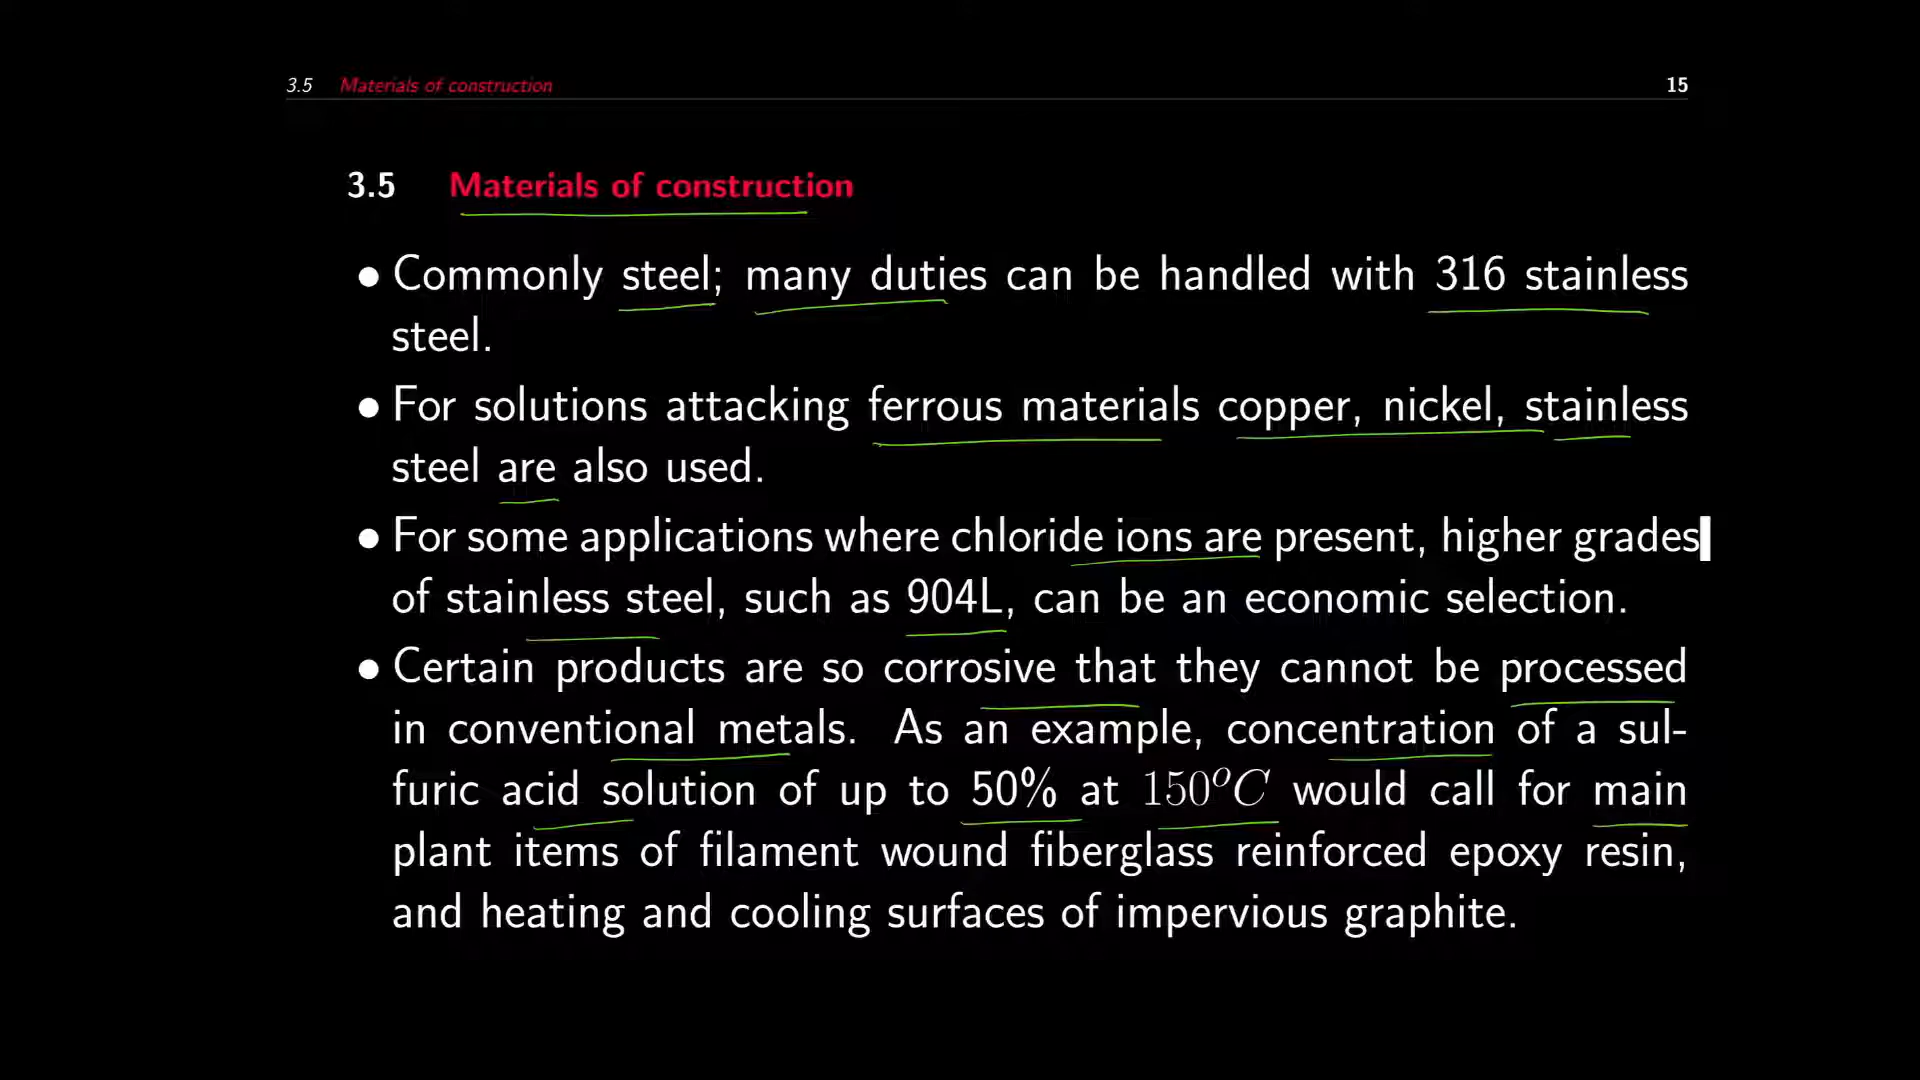 3.5 Materials of construction 15
3.5 Materials of construction
• Commonly steel; many duties can be handled with 316 stainless
steel.
• For solutions attacking ferrous materials copper, nickel, stainless
steel are also used.
• For some applications where chloride ions are present, higher grades
of stainless steel, such as 904L, can be an economic selection.
• Certain products are so corrosive that they cannot be processed
in conventional metals. As an example, concentration of a sul-
furic acid solution of up to 50% at 150°C would call for main
plant items of filament wound fiberglass reinforced epoxy resin,
and heating and cooling surfaces of impervious graphite.